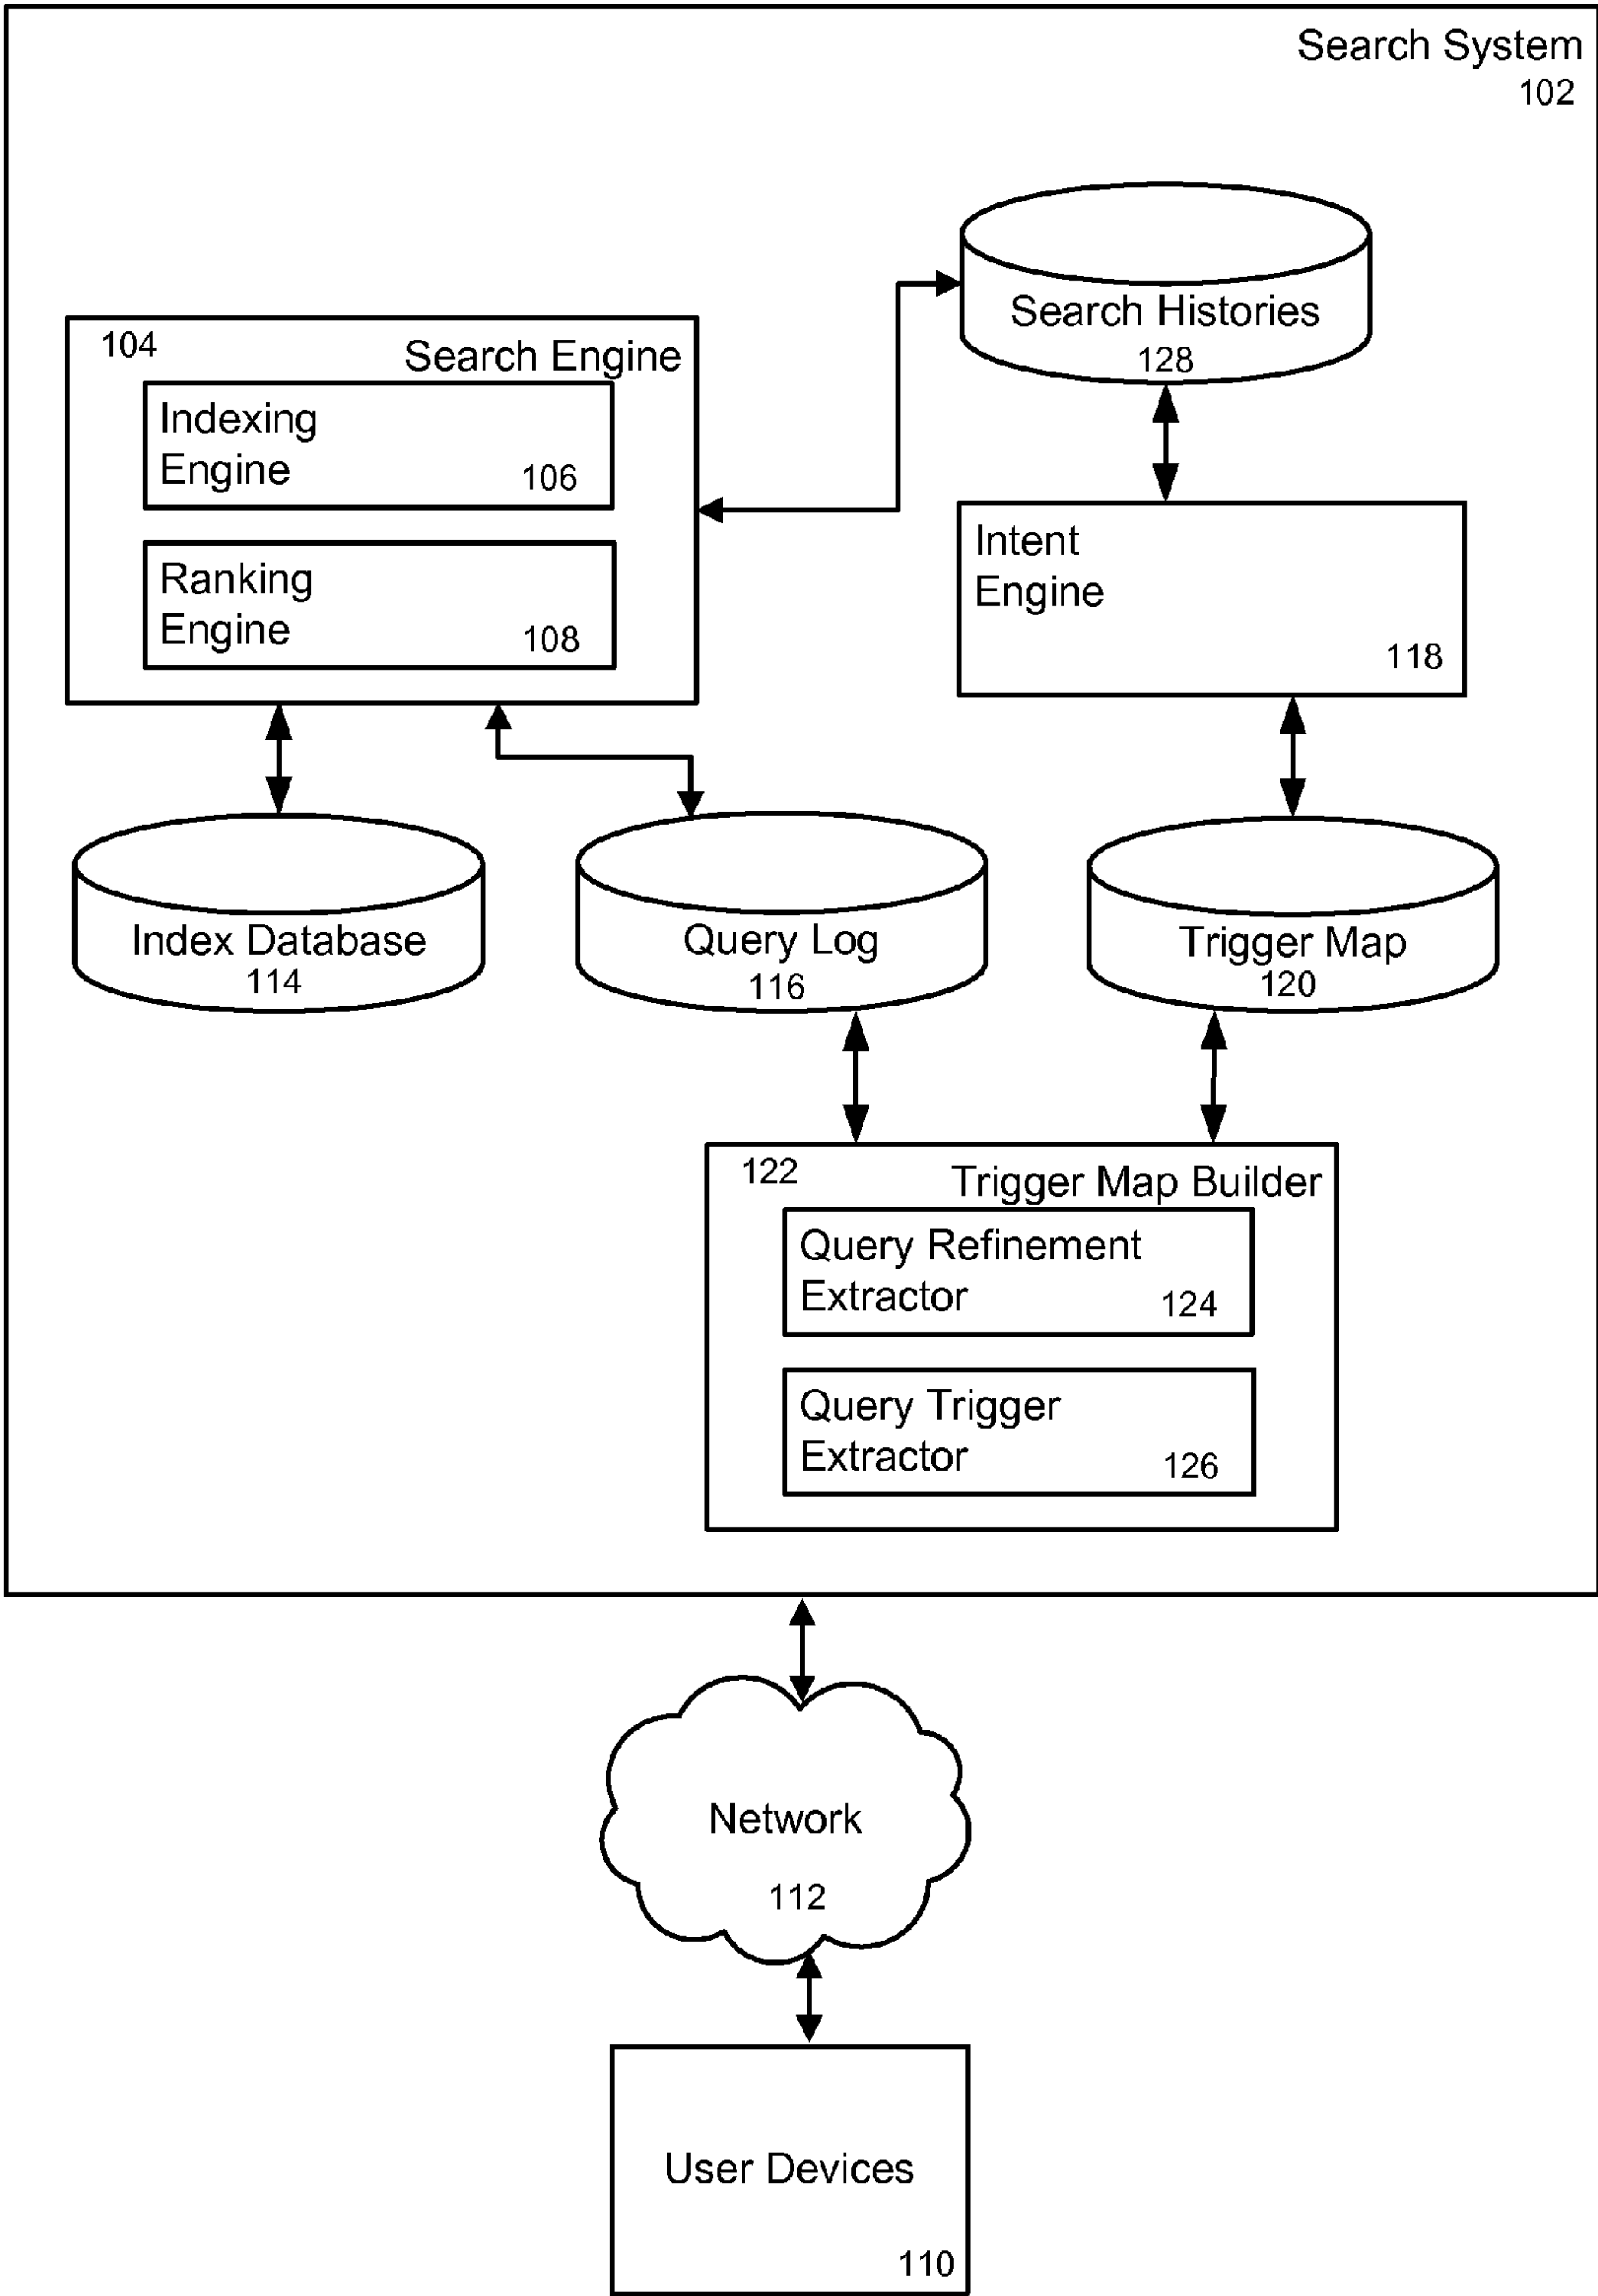 Search System
102
Search Histories
128
104
Search Engine
Indexing
Engine
106
Ranking
Engine
108
Intent
Engine
118
Index Database
114
Query Log
116
Trigger Map
120
122
Trigger Map Builder
Query Refinement
Extractor
124
Query Trigger
Extractor
126
Network
112
User Devices
110